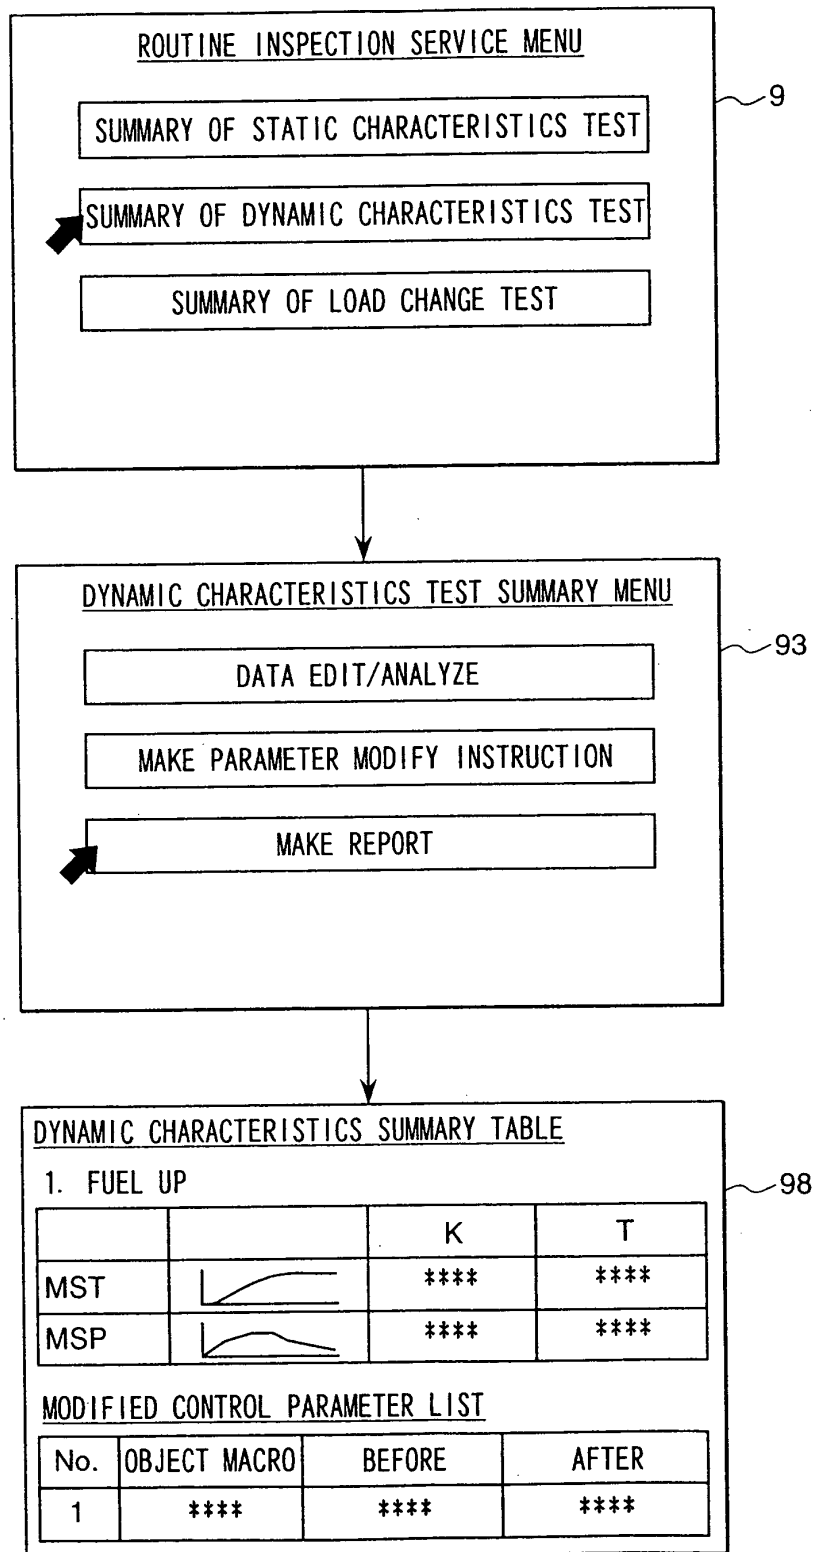 ROUTINE INSPECTION SERVICE MENU
9
SUMMARY OF STATIC CHARACTERISTICS TEST
SUMMARY OF DYNAMIC CHARACTERISTICS TEST
SUMMARY OF LOAD CHANGE TEST
DYNAMIC CHARACTERISTICS TEST SUMMARY MENU
93
DATA EDIT/ANALYZE
MAKE PARAMETER MODIFY INSTRUCTION
MAKE REPORT
DYNAMIC CHARACTERISTICS SUMMARY TABLE
98
1. FUEL UP
K T
MST **** ****
MSP **** ****
MODIFIED CONTROL PARAMETER LIST
No. OBJECT MACRO BEFORE AFTER
1 **** **** ****